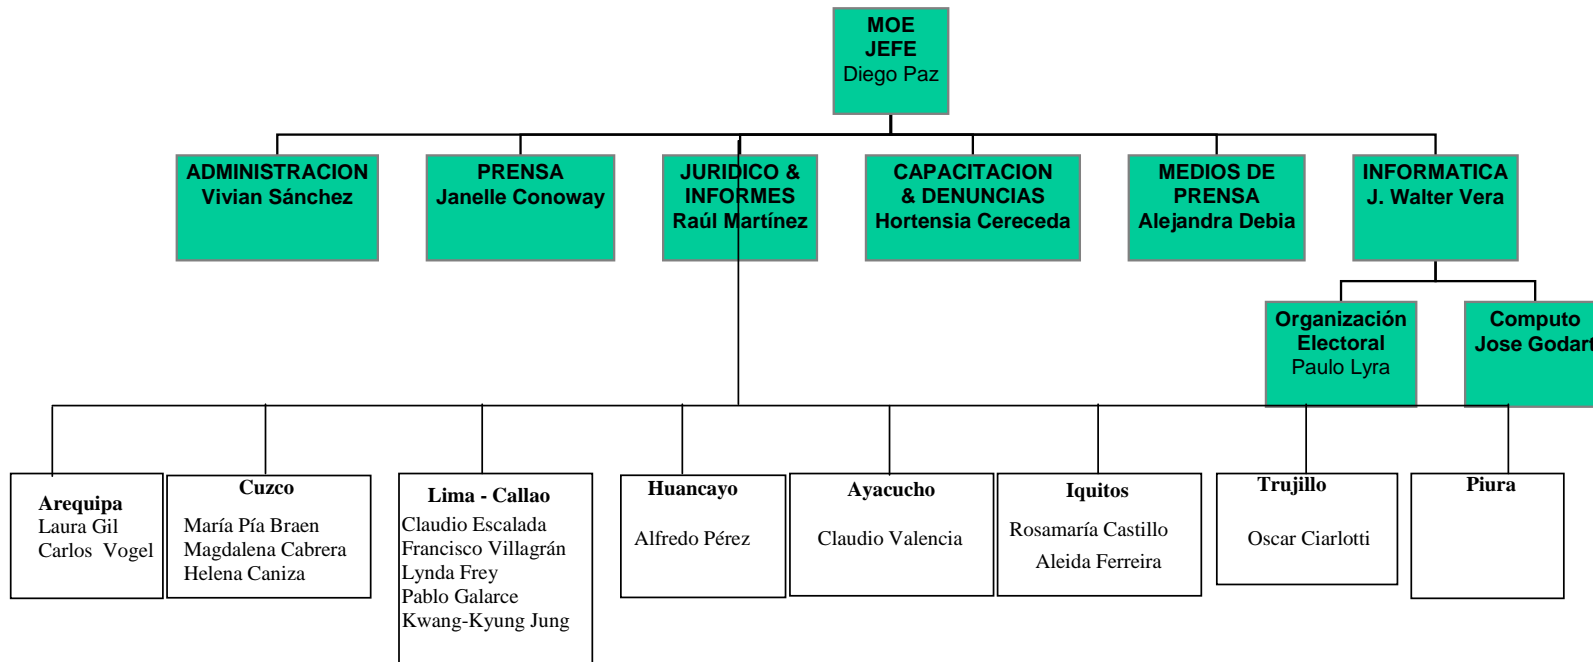 MOE
JEFE
Diego Paz
ADMINISTRACION
Vivian Sánchez
PRENSA
Janelle Conoway
JURIDICO &
INFORMES
Raúl Martínez
CAPACITACION
& DENUNCIAS
Hortensia Cereceda
MEDIOS DE
PRENSA
Alejandra Debia
INFORMATICA
J. Walter Vera
Organización
Electoral
Paulo Lyra
Computo
Jose Godart
Arequipa
Laura Gil
Carlos Vogel
Cuzco
María Pía Braen
Magdalena Cabrera
Helena Caniza
Lima - Callao
Claudio Escalada
Francisco Villagrán
Lynda Frey
Pablo Galarce
Kwang-Kyung Jung
Huancayo
Alfredo Pérez
Ayacucho
Claudio Valencia
Iquitos
Rosamaría Castillo
Aleida Ferreira
Trujillo
Oscar Ciarlotti
Piura